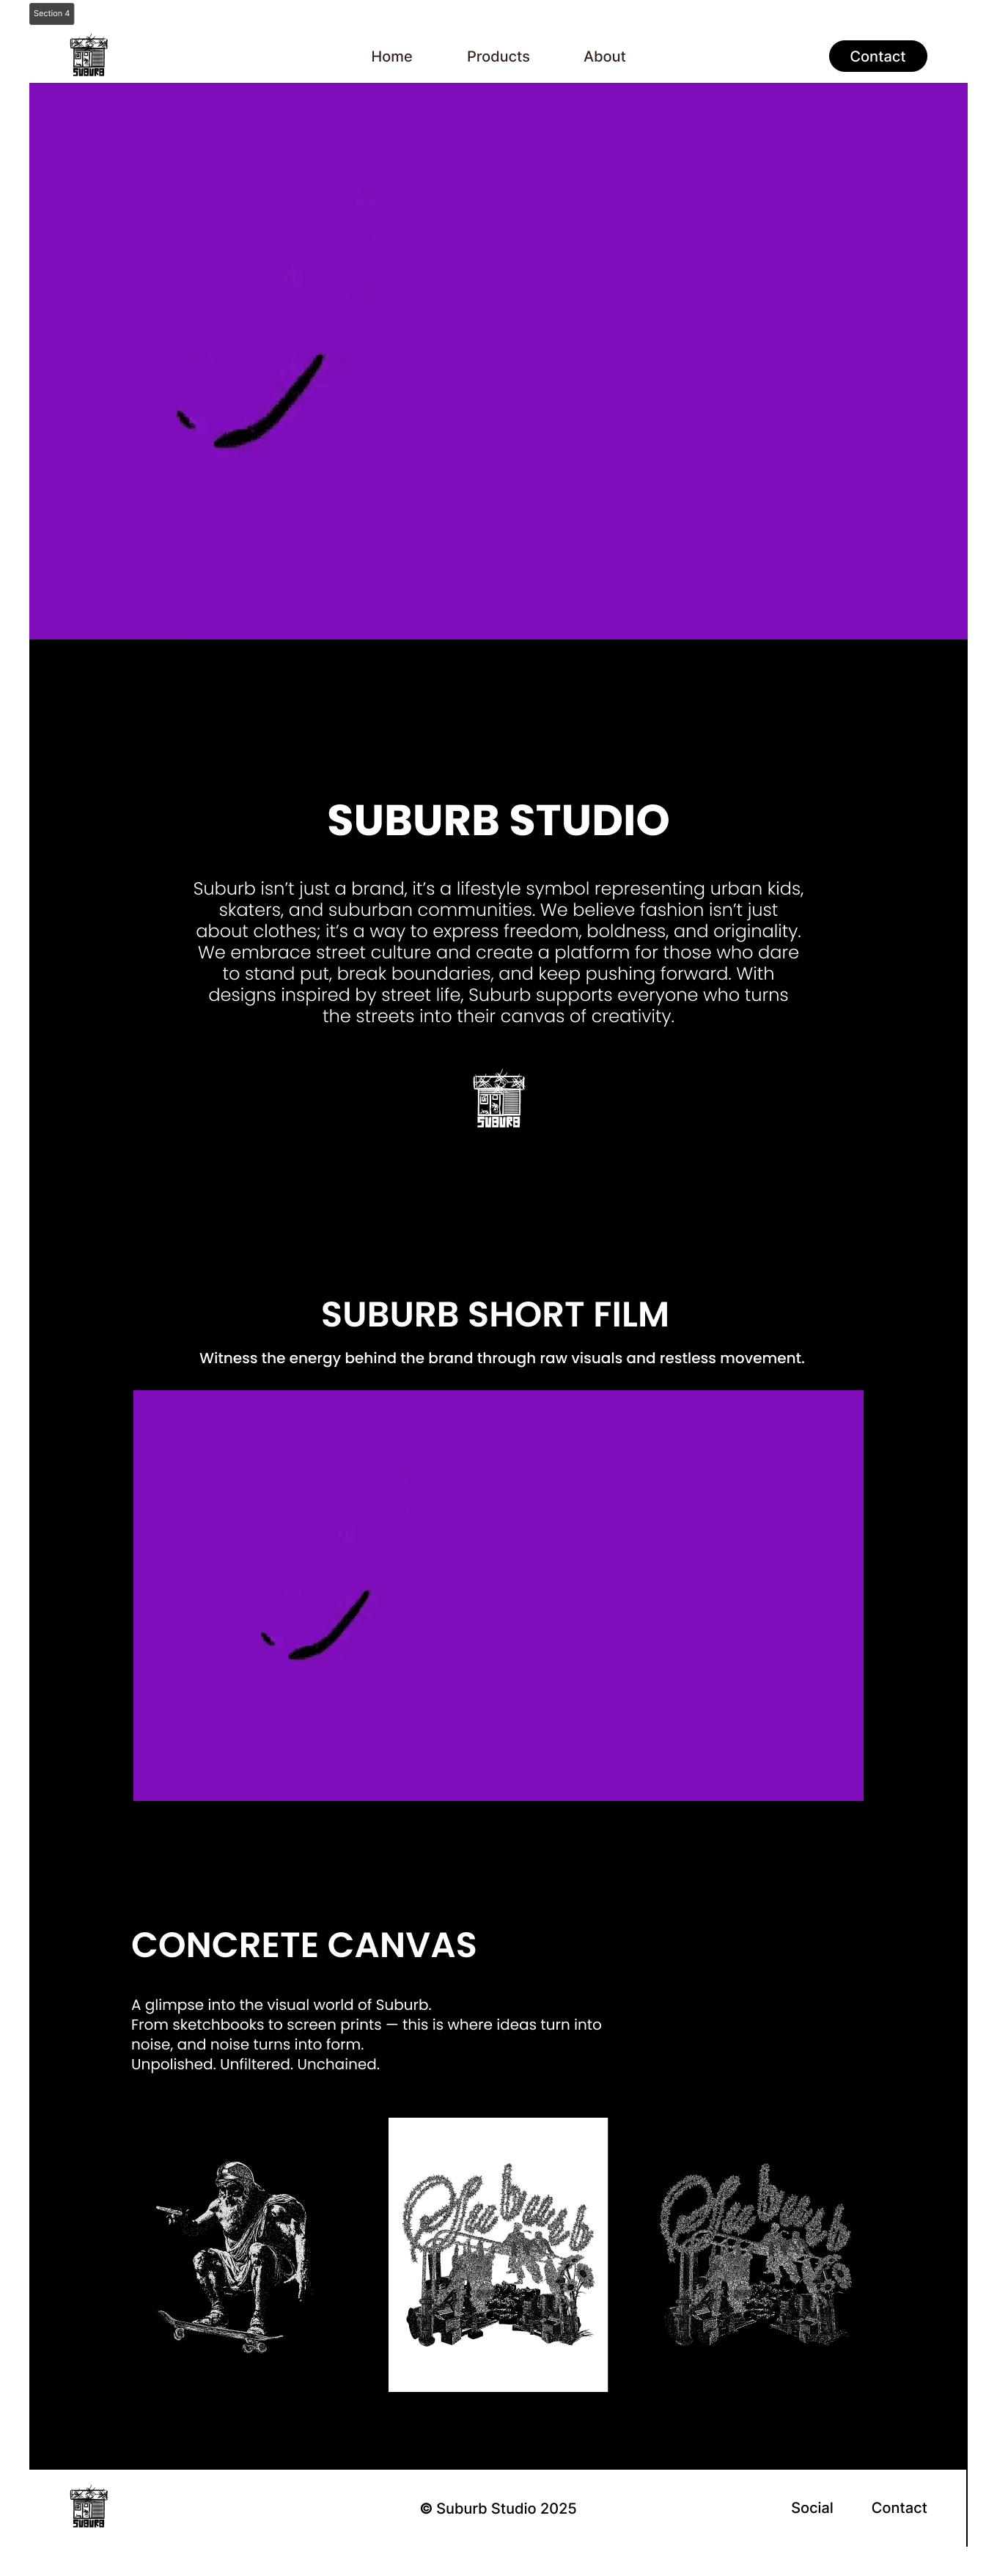 Section 4
SUBURB
Home
Products
About
Contact
SUBURB STUDIO
Suburb isn’t just a brand, it’s a lifestyle symbol representing urban kids,
skaters, and suburban communities. We believe fashion isn’t just
about clothes; it’s a way to express freedom, boldness, and originality.
We embrace street culture and create a platform for those who dare
to stand put, break boundaries, and keep pushing forward. With
designs inspired by street life, Suburb supports everyone who turns
the streets into their canvas of creativity.
SUBURB
SUBURB SHORT FILM
Witness the energy behind the brand through raw visuals and restless movement.
CONCRETE CANVAS
A glimpse into the visual world of Suburb.
From sketchbooks to screen prints — this is where ideas turn into
noise, and noise turns into form.
Unpolished. Unfiltered. Unchained.
Suburb
Suburb
SUBURB
© Suburb Studio 2025
Social
Contact